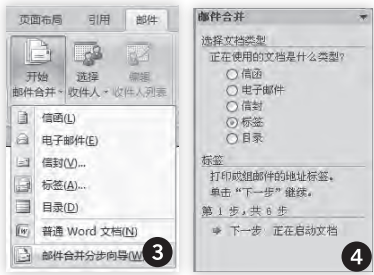 页面布局 引用 邮件
开始 选择 编辑
邮件合并 收件人 收件人列表
信函(L)
电子邮件(E)
信封(V)...
标签(A)...
目录(D)
普通 Word 文档(N)
邮件合并分步向导(W
3
邮件合并
选择文档类型
正在使用的文档是什么类型?
信函
电子邮件
信封
标签
目录
标签
打印成组邮件的地址标签。
单击“下一步”继续。
第 1 步,共 6 步
下一步 正在启动文档
4